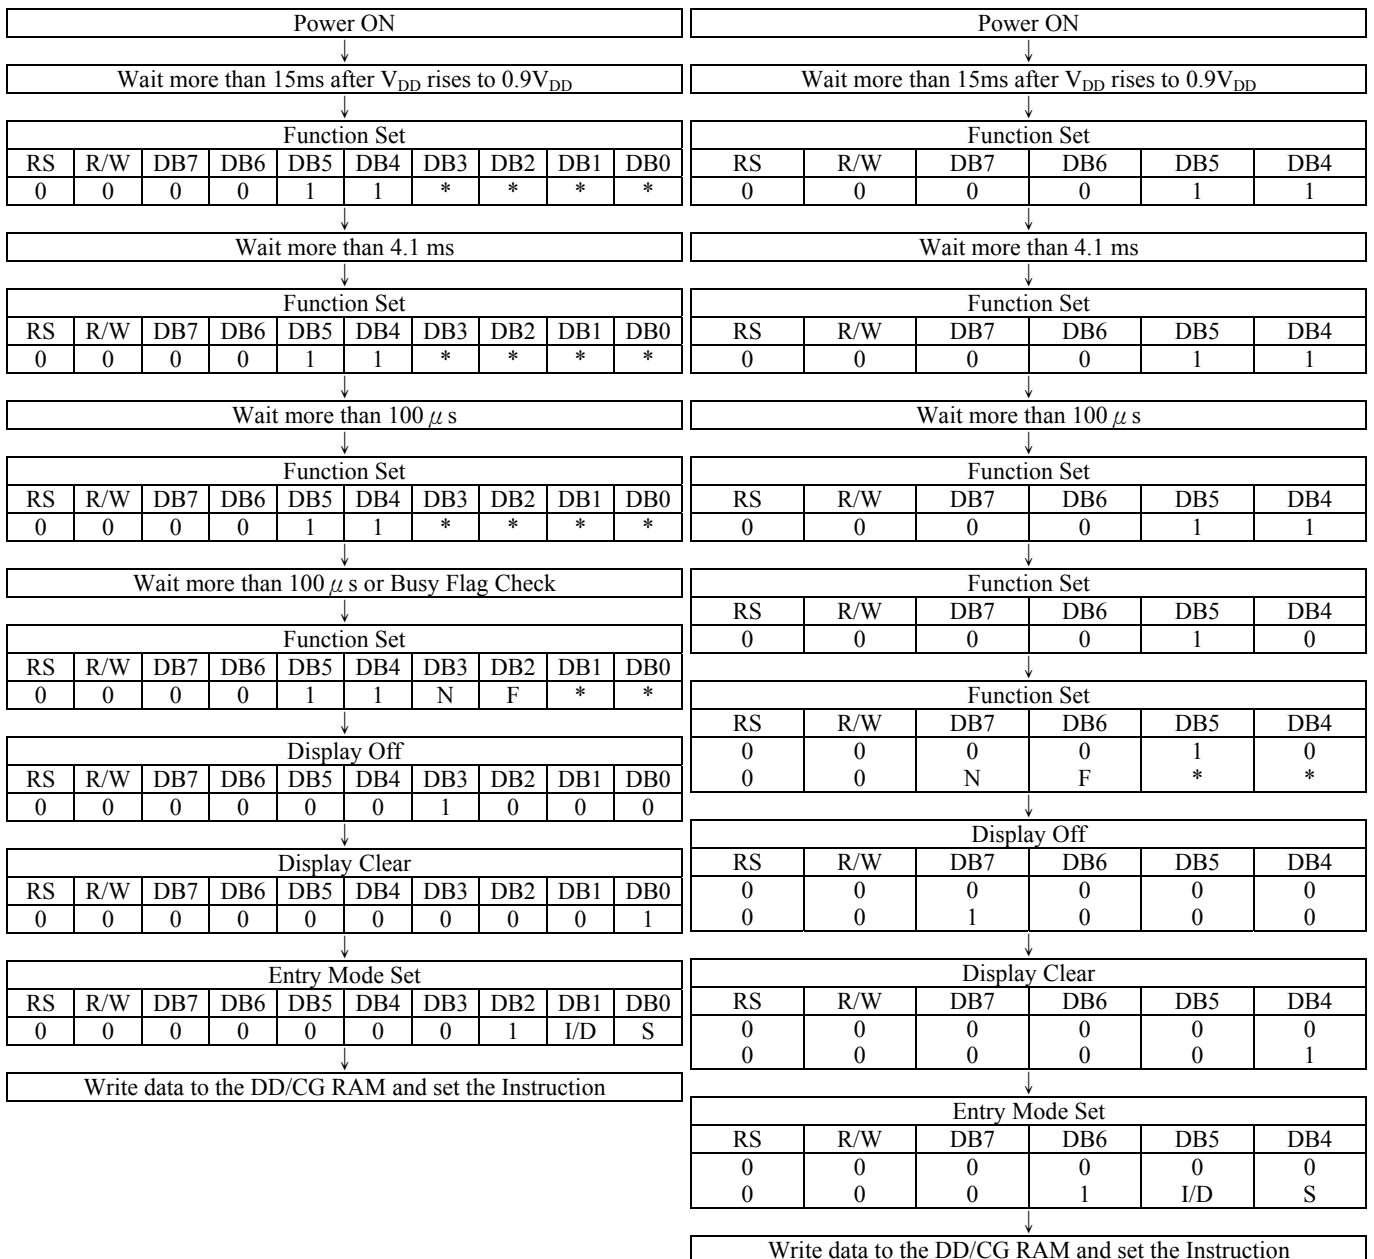 Power ON
↓
Wait more than 15ms after VDD rises to 0.9VDD
↓
Function Set
RS R/W DB7 DB6 DB5 DB4 DB3 DB2 DB1 DB0
0 0 0 0 1 1 * * * *
↓
Wait more than 4.1 ms
↓
Function Set
RS R/W DB7 DB6 DB5 DB4 DB3 DB2 DB1 DB0
0 0 0 0 1 1 * * * *
↓
Wait more than 100 μ s
↓
Function Set
RS R/W DB7 DB6 DB5 DB4 DB3 DB2 DB1 DB0
0 0 0 0 1 1 * * * *
↓
Wait more than 100 μ s or Busy Flag Check
↓
Function Set
RS R/W DB7 DB6 DB5 DB4 DB3 DB2 DB1 DB0
0 0 0 0 1 1 N F * *
↓
Display Off
RS R/W DB7 DB6 DB5 DB4 DB3 DB2 DB1 DB0
0 0 0 0 0 0 1 0 0 0
↓
Display Clear
RS R/W DB7 DB6 DB5 DB4 DB3 DB2 DB1 DB0
0 0 0 0 0 0 0 0 0 1
↓
Entry Mode Set
RS R/W DB7 DB6 DB5 DB4 DB3 DB2 DB1 DB0
0 0 0 0 0 0 0 1 I/D S
↓
Write data to the DD/CG RAM and set the Instruction
Power ON
↓
Wait more than 15ms after VDD rises to 0.9VDD
↓
Function Set
RS R/W DB7 DB6 DB5 DB4
0 0 0 0 1 1
↓
Wait more than 4.1 ms
↓
Function Set
RS R/W DB7 DB6 DB5 DB4
0 0 0 0 1 1
↓
Wait more than 100 μ s
↓
Function Set
RS R/W DB7 DB6 DB5 DB4
0 0 0 0 1 1
↓
Function Set
RS R/W DB7 DB6 DB5 DB4
0 0 0 0 1 0
↓
Function Set
RS R/W DB7 DB6 DB5 DB4
0 0 0 0 1 0
0 0 N F * *
↓
Display Off
RS R/W DB7 DB6 DB5 DB4
0 0 0 0 0 0
0 0 1 0 0 0
↓
Display Clear
RS R/W DB7 DB6 DB5 DB4
0 0 0 0 0 0
0 0 0 0 0 1
↓
Entry Mode Set
RS R/W DB7 DB6 DB5 DB4
0 0 0 0 0 0
0 0 0 1 I/D S
↓
Write data to the DD/CG RAM and set the Instruction